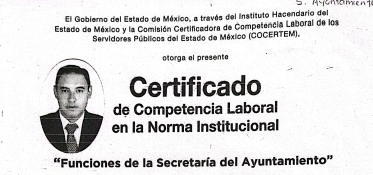 S. Ayuntamiento
El Gobierno del Estado de México, a través del Instituto Hacendario del
Estado de México y la Comisión Certificadora de Competencia Laboral de los
Servidores Públicos del Estado de México (COCERTEM),
otorga el presente
Certificado
de Competencia Laboral
en la Norma Institucional
“Funciones de la Secretaría del Ayuntamiento”